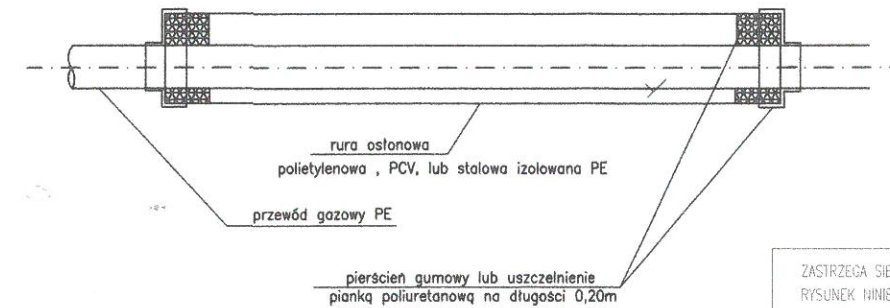 rura osłonowa
polietylenowa , PCV, lub stalowa izolowana PE
przewód gazowy PE
pierścień gumowy lub uszczelnienie
pianką poliuretanową na długości 0,20m
ZASTRZEGA SIĘ
RYSUNEK